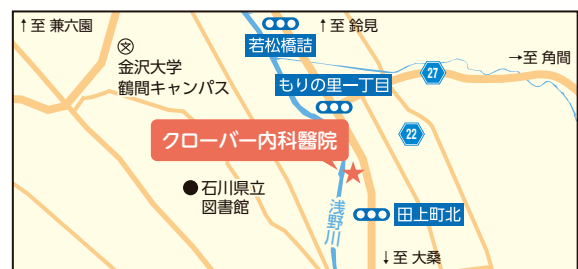 ↑至 兼六園
↑至 鈴見
若松橋詰
→至 角間
文
金沢大学
鶴間キャンパス
27
もりの里一丁目
22
クローバー内科醫院
石川県立
図書館
浅野川
田上町北
↓至 大桑